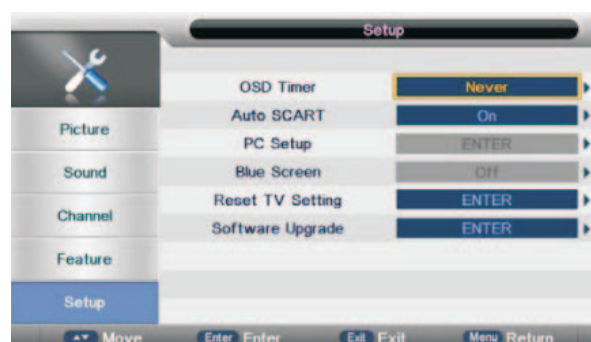 Setup
OSD Timer Never
Auto SCART On
PC Setup ENTER
Blue Screen Off
Reset TV Setting ENTER
Software Upgrade ENTER
Picture
Sound
Channel
Feature
Setup
Move Enter Enter Exit Exit Menu Return